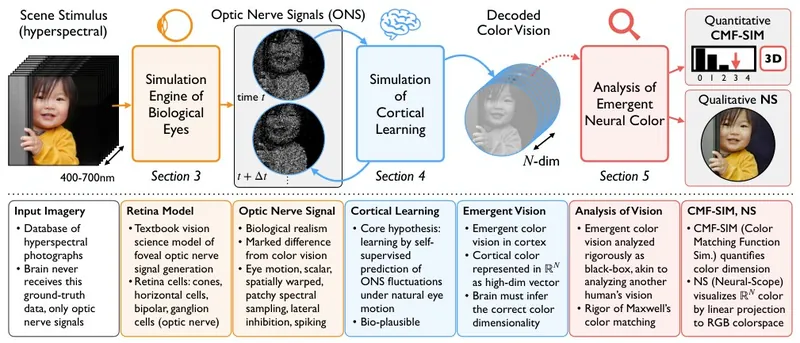 Scene Stimulus
(hyperspectral)
400-700nm
Simulation
Engine of
Biological
Eyes
Section 3
Optic Nerve Signals (ONS)
time t
t + Δt
⋮
Simulation
of
Cortical
Learning
Section 4
Decoded
Color Vision
N-dim
Analysis of
Emergent
Neural Color
Section 5
Quantitative
CMF-SIM
0 1 2 3 4
3D
Qualitative NS
Input Imagery
• Database of
hyperspectral
photographs
• Brain never
receives this
ground-truth
data, only optic
nerve signals
Retina Model
• Textbook vision
science model of
foveal optic nerve
signal generation
• Retina cells: cones,
horizontal cells,
bipolar, ganglion
cells (optic nerve)
Optic Nerve Signal
• Biological realism
• Marked difference
from color vision
• Eye motion, scalar,
spatially warped,
patchy spectral
sampling, lateral
inhibition, spiking
Cortical Learning
• Core hypothesis:
learning by self-
supervised
prediction of
ONS fluctuations
under natural eye
motion
• Bio-plausible
Emergent Vision
• Emergent color
vision in cortex
• Cortical color
represented in ℝᴺ
as high-dim vector
• Brain must infer
the correct color
dimensionality
Analysis of Vision
• Emergent color
vision analyzed
rigorously as
black-box, akin to
analyzing another
human's vision
• Rigor of Maxwell's
color matching
CMF-SIM, NS
• CMF-SIM (Color
Matching Function
Sim.) quantifies
color dimension
• NS (Neural-Scope)
visualizes ℝᴺ color
by linear projection
to RGB colorspace